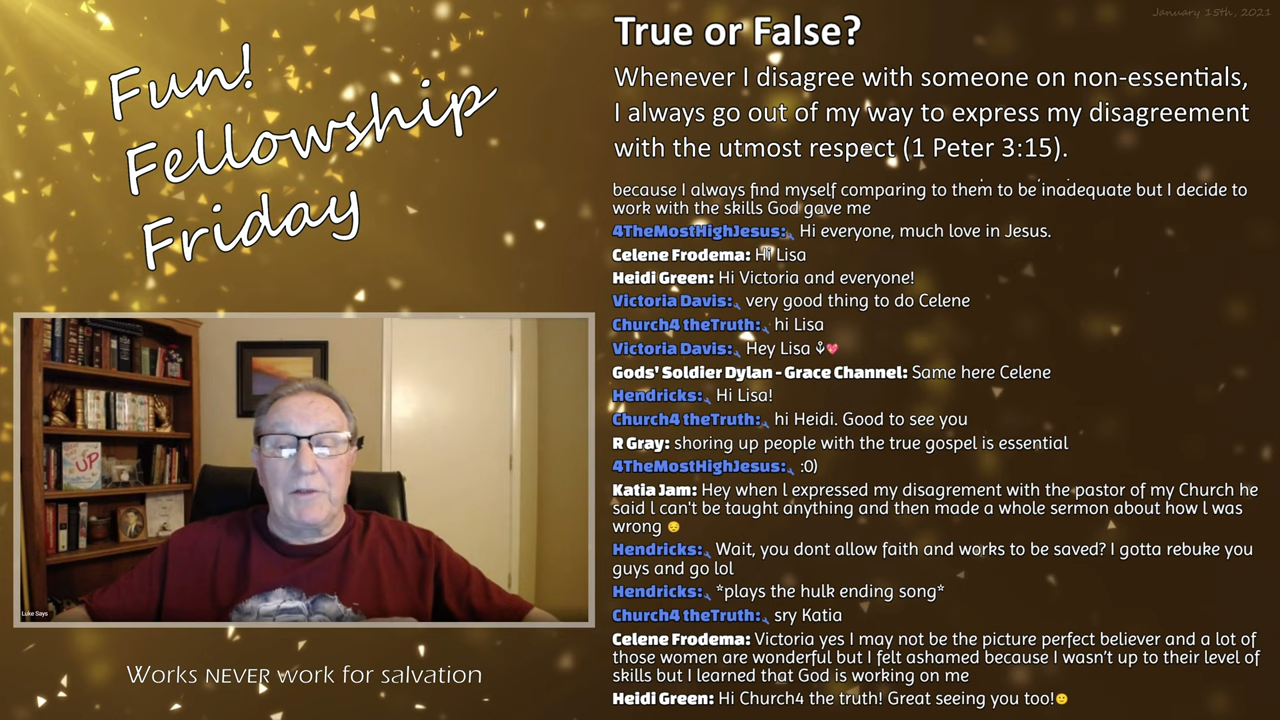 January 15th, 2021
Fun!
Fellowship
Friday
True or False?
Whenever I disagree with someone on non-essentials,
I always go out of my way to express my disagreement
with the utmost respect (1 Peter 3:15).
because I always find myself comparing to them to be inadequate but I decide to
work with the skills God gave me
4TheMostHighJesus: Hi everyone, much love in Jesus.
Celene Frodema: Hi Lisa
Heidi Green: Hi Victoria and everyone!
Victoria Davis: very good thing to do Celene
Church4 theTruth: hi Lisa
Victoria Davis: Hey Lisa ⚓💖
Gods' Soldier Dylan - Grace Channel: Same here Celene
Hendricks: Hi Lisa!
Church4 theTruth: hi Heidi. Good to see you
R Gray: shoring up people with the true gospel is essential
4TheMostHighJesus: :0)
Katia Jam: Hey when l expressed my disagrement with the pastor of my Church he
said l can't be taught anything and then made a whole sermon about how l was
wrong 😔
Hendricks: Wait, you dont allow faith and works to be saved? I gotta rebuke you
guys and go lol
Hendricks: *plays the hulk ending song*
Church4 theTruth: sry Katia
Celene Frodema: Victoria yes I may not be the picture perfect believer and a lot of
those women are wonderful but I felt ashamed because I wasn't up to their level of
skills but I learned that God is working on me
Heidi Green: Hi Church4 the truth! Great seeing you too!🙂
UP
Luke Says
Works NEVER work for salvation